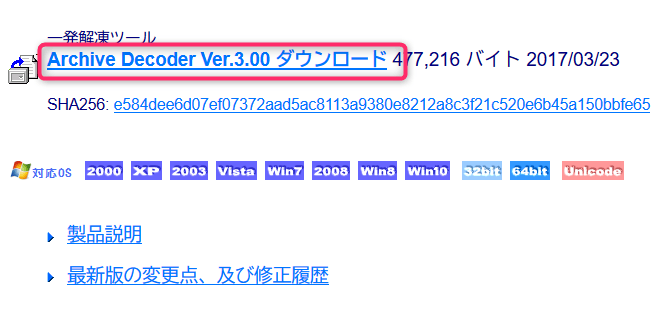 一発解凍ツール
Archive Decoder Ver.3.00 ダウンロード 477,216 バイト 2017/03/23
SHA256: e584dee6d07ef07372aad5ac8113a9380e8212a8c3f21c520e6b45a150bbfe65
対応OS 2000 XP 2003 Vista Win7 2008 Win8 Win10 32bit 64bit Unicode
製品説明
最新版の変更点、及び修正履歴